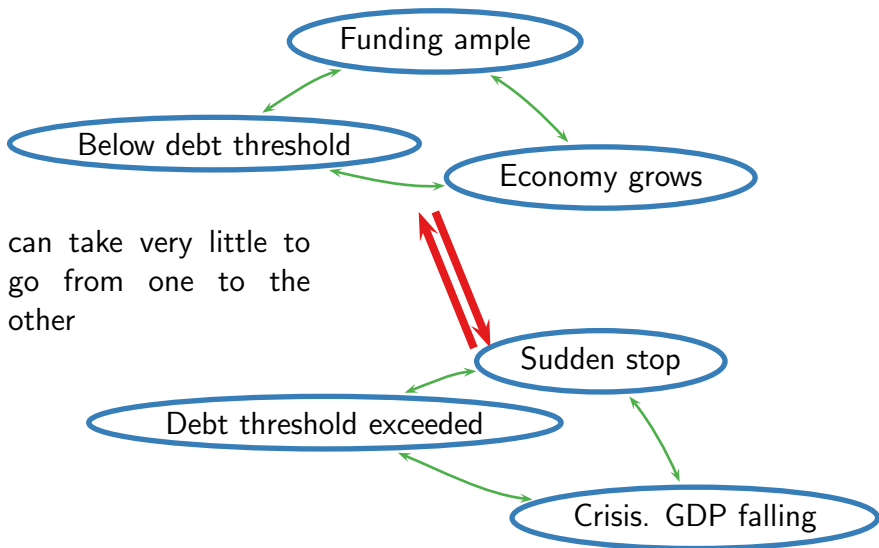 Funding ample
Below debt threshold
Economy grows
can take very little to
go from one to the
other
Sudden stop
Debt threshold exceeded
Crisis. GDP falling